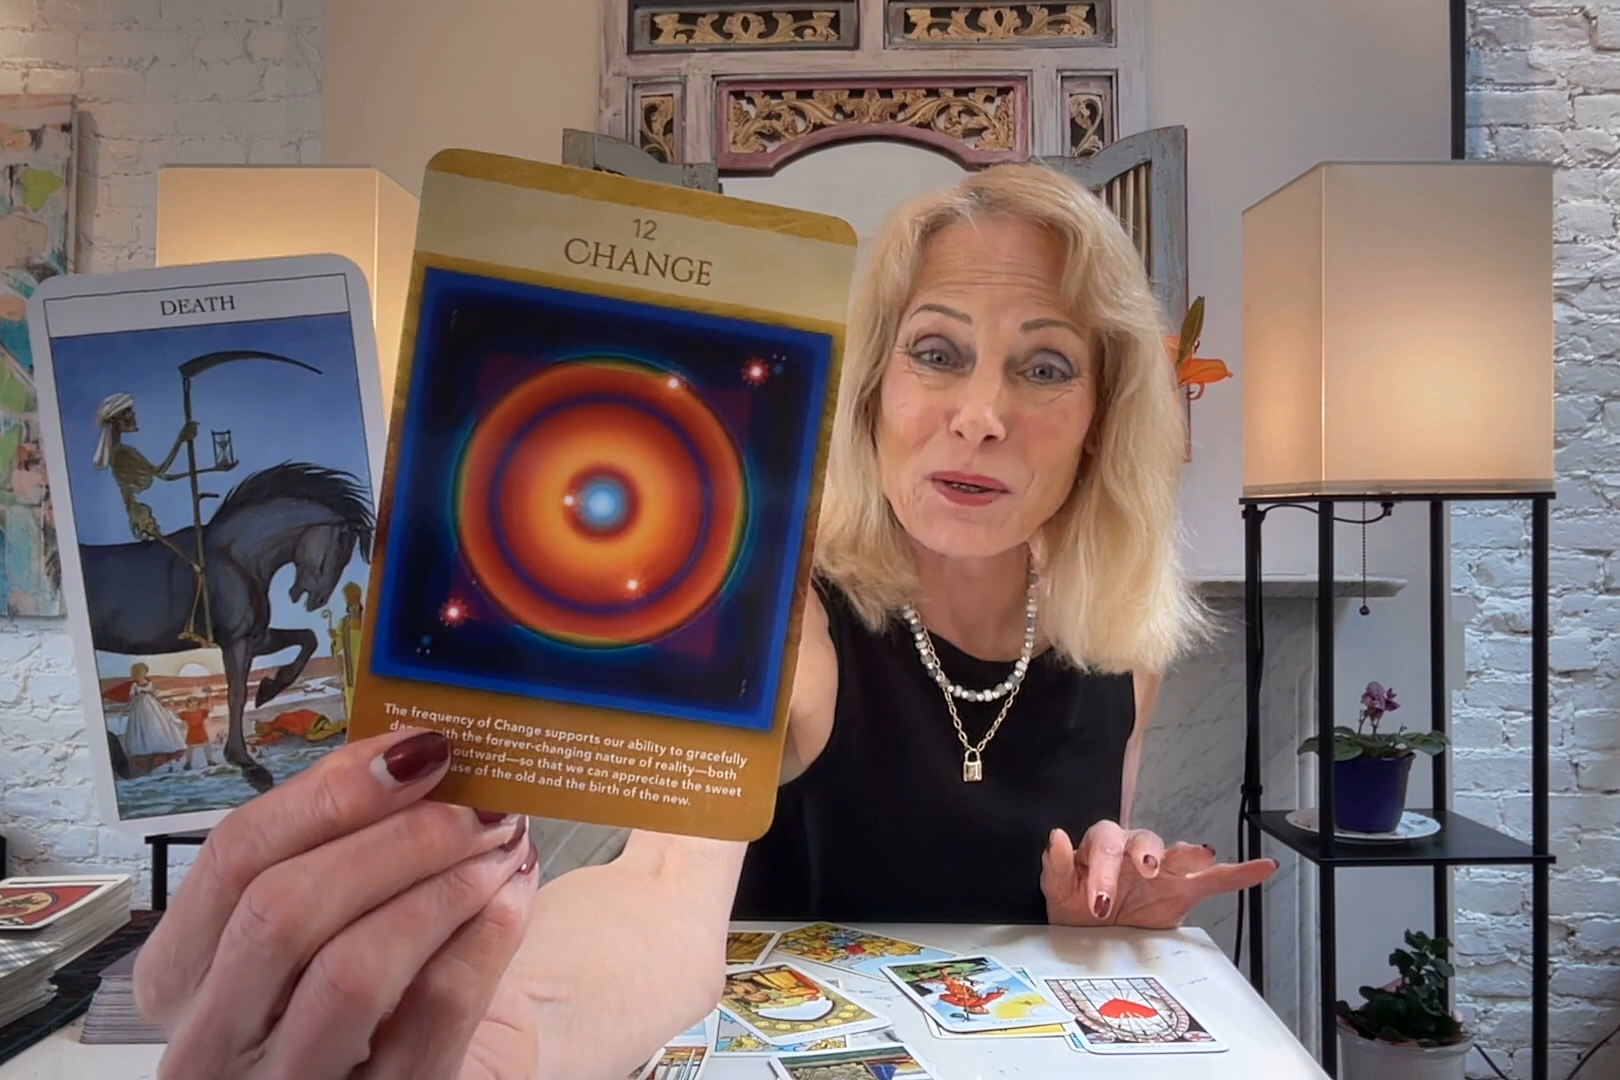 DEATH
12
CHANGE
The frequency of Change supports our ability to gracefully
with the forever-changing nature of reality—both
outward—so that we can appreciate the sweet
of the old and the birth of the new.